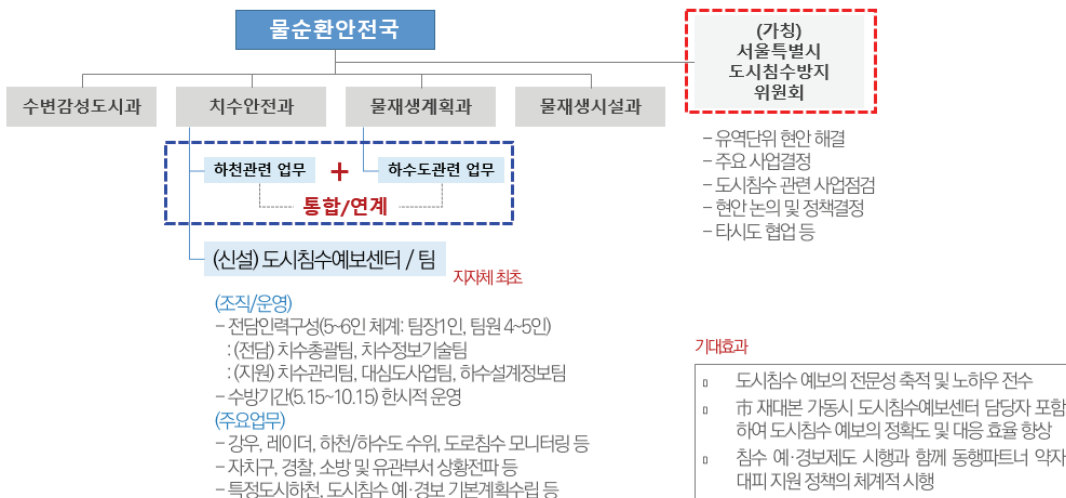 물순환안전국
(가칭)
서울특별시
도시침수방지
위원회
수변감성도시과
치수안전과
물재생계획과
물재생시설과
– 유역단위 현안 해결
– 주요 사업결정
– 도시침수 관련 사업점검
– 현안 논의 및 정책결정
– 타시도 협업 등
하천관련 업무 + 하수도관련 업무
통합/연계
(신설) 도시침수예보센터 / 팀
지자체 최초
(조직/운영)
– 전담인력구성(5~6인 체계: 팀장1인, 팀원 4~5인)
: (전담) 치수총괄팀, 치수정보기술팀
: (지원) 치수관리팀, 대심도사업팀, 하수설계정보팀
– 수방기간(5.15~10.15) 한시적 운영
(주요업무)
– 강우, 레이더, 하천/하수도 수위, 도로침수 모니터링 등
– 자치구, 경찰, 소방 및 유관부서 상황전파 등
– 특정도시하천, 도시침수 예·경보 기본계획수립 등
기대효과
▫ 도시침수 예보의 전문성 축적 및 노하우 전수
▫ 市 재대본 가동시 도시침수예보센터 담당자 포함
하여 도시침수 예보의 정확도 및 대응 효율 향상
▫ 침수 예·경보제도 시행과 함께 동행파트너 약자
대피 지원 정책의 체계적 시행